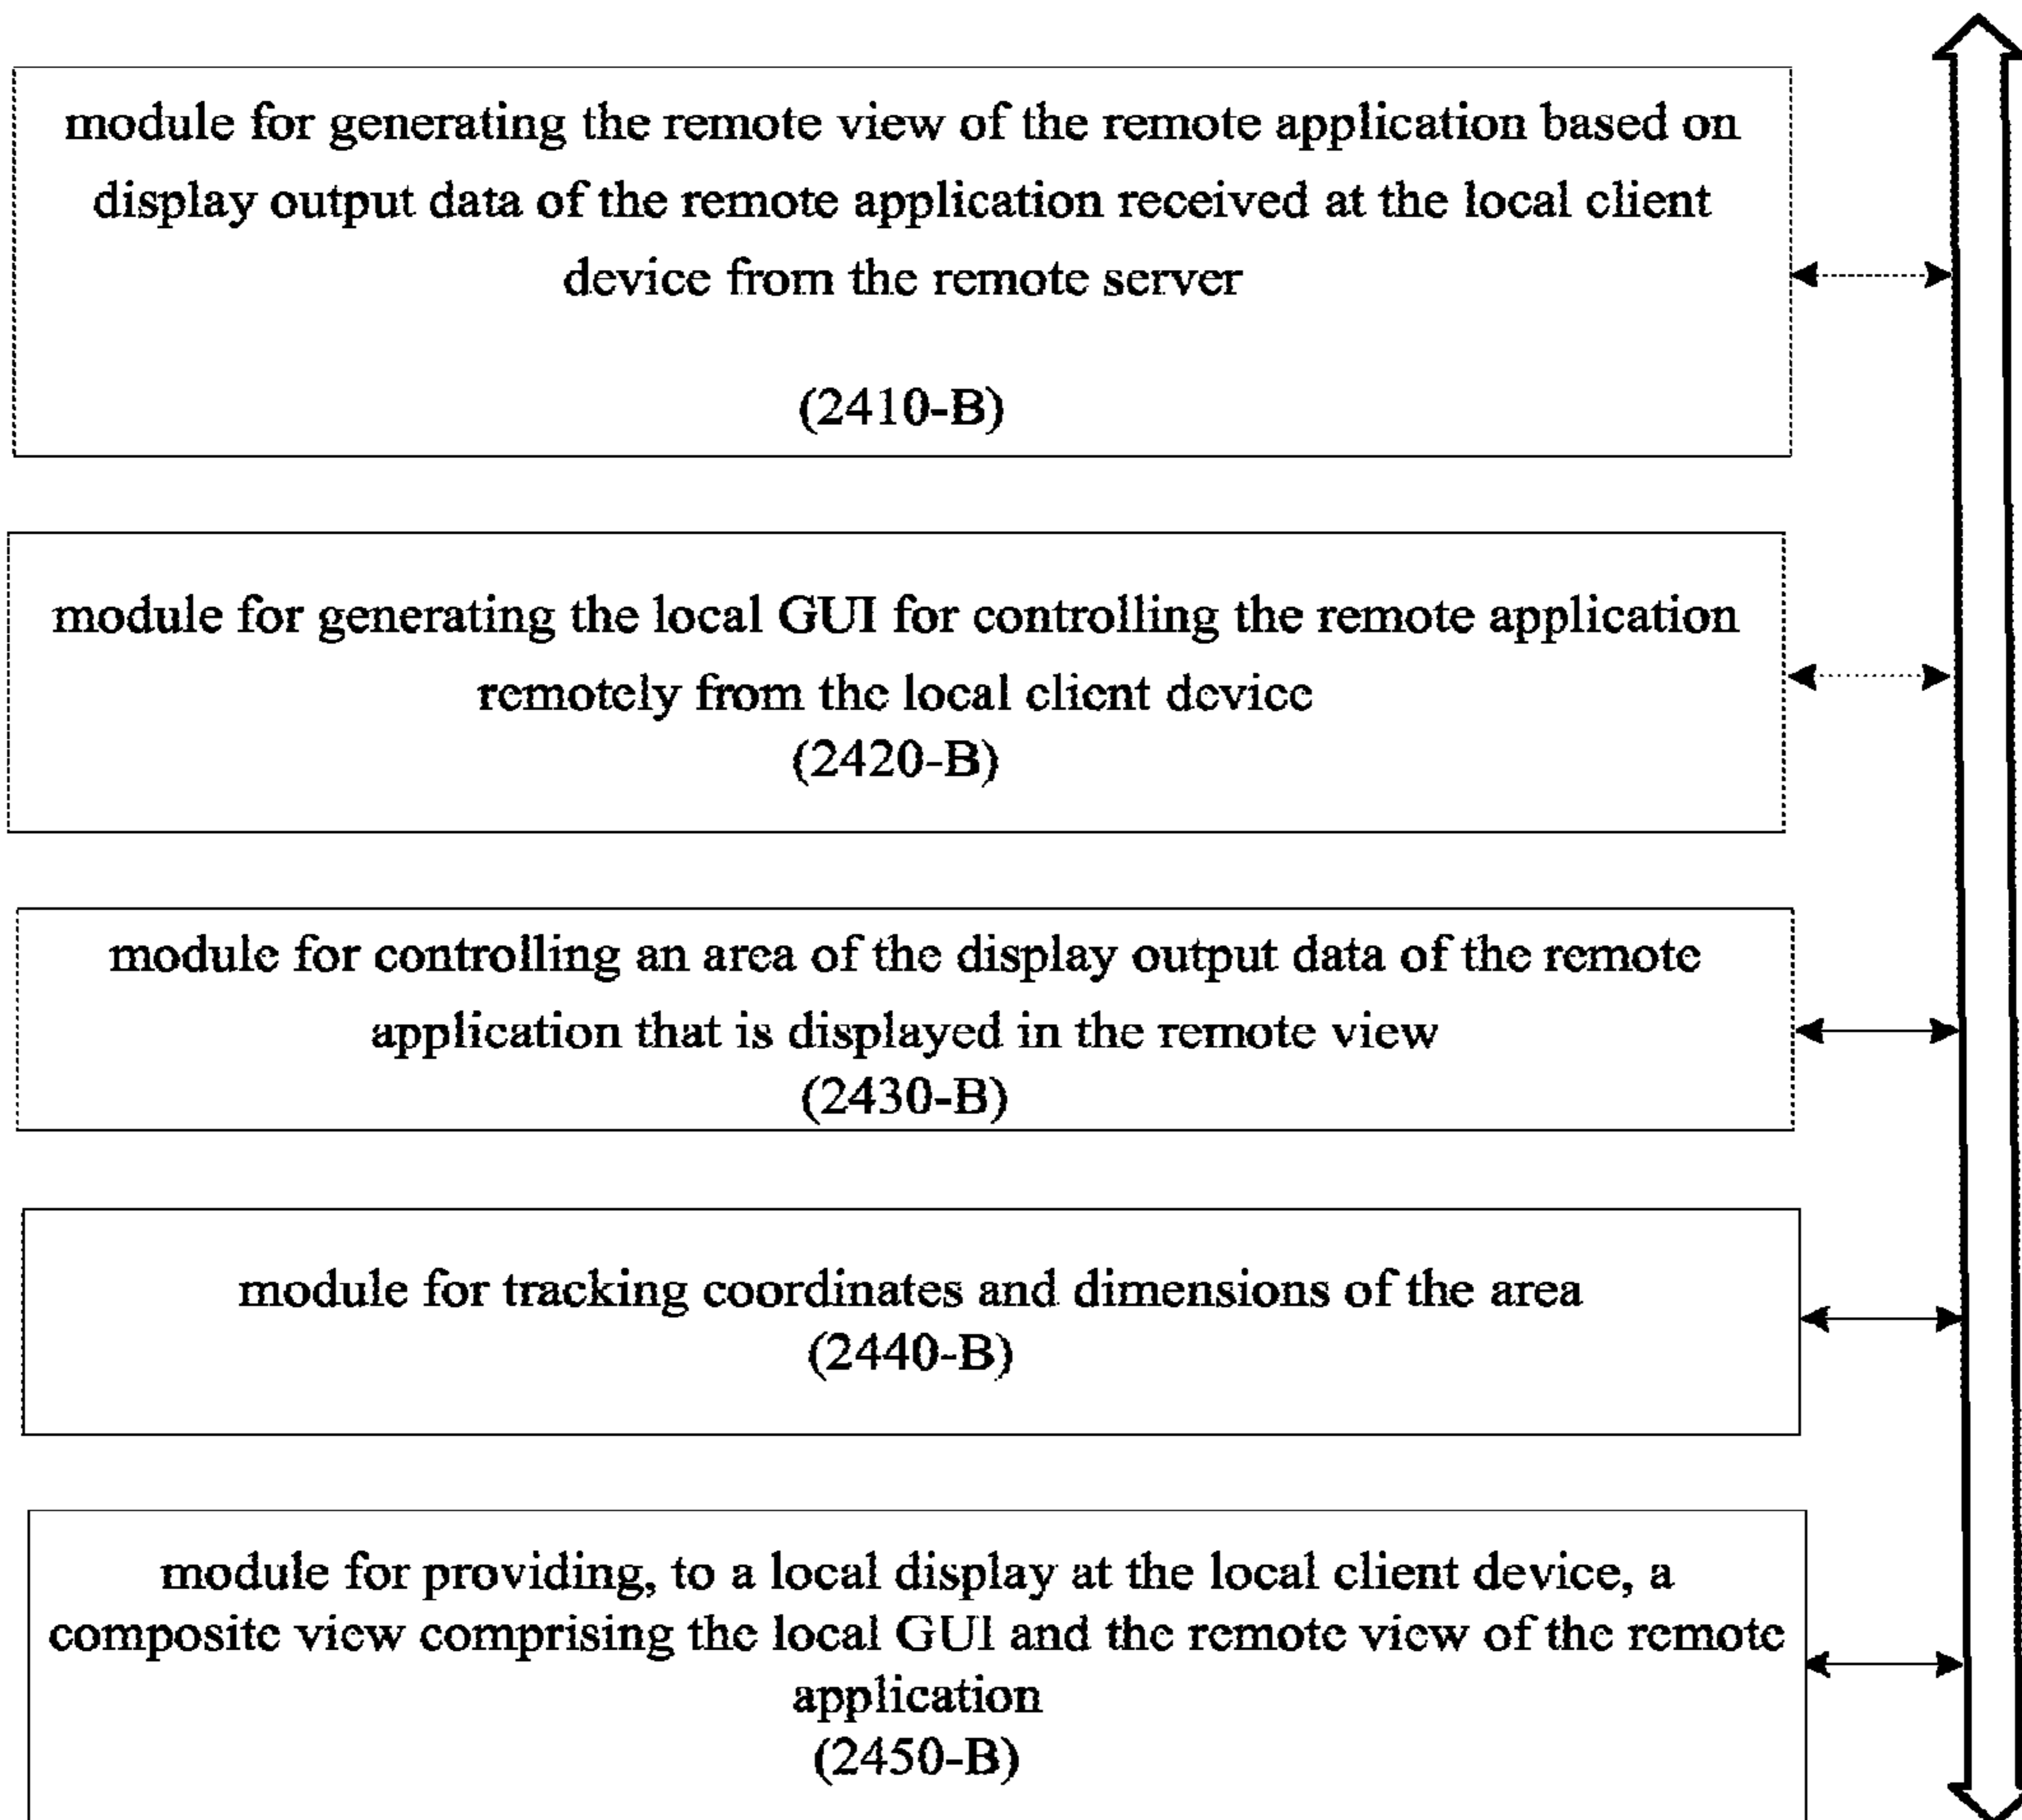 module for generating the remote view of the remote application based on
display output data of the remote application received at the local client
device from the remote server
(2410-B)
module for generating the local GUI for controlling the remote application
remotely from the local client device
(2420-B)
module for controlling an area of the display output data of the remote
application that is displayed in the remote view
(2430-B)
module for tracking coordinates and dimensions of the area
(2440-B)
module for providing, to a local display at the local client device, a
composite view comprising the local GUI and the remote view of the remote
application
(2450-B)